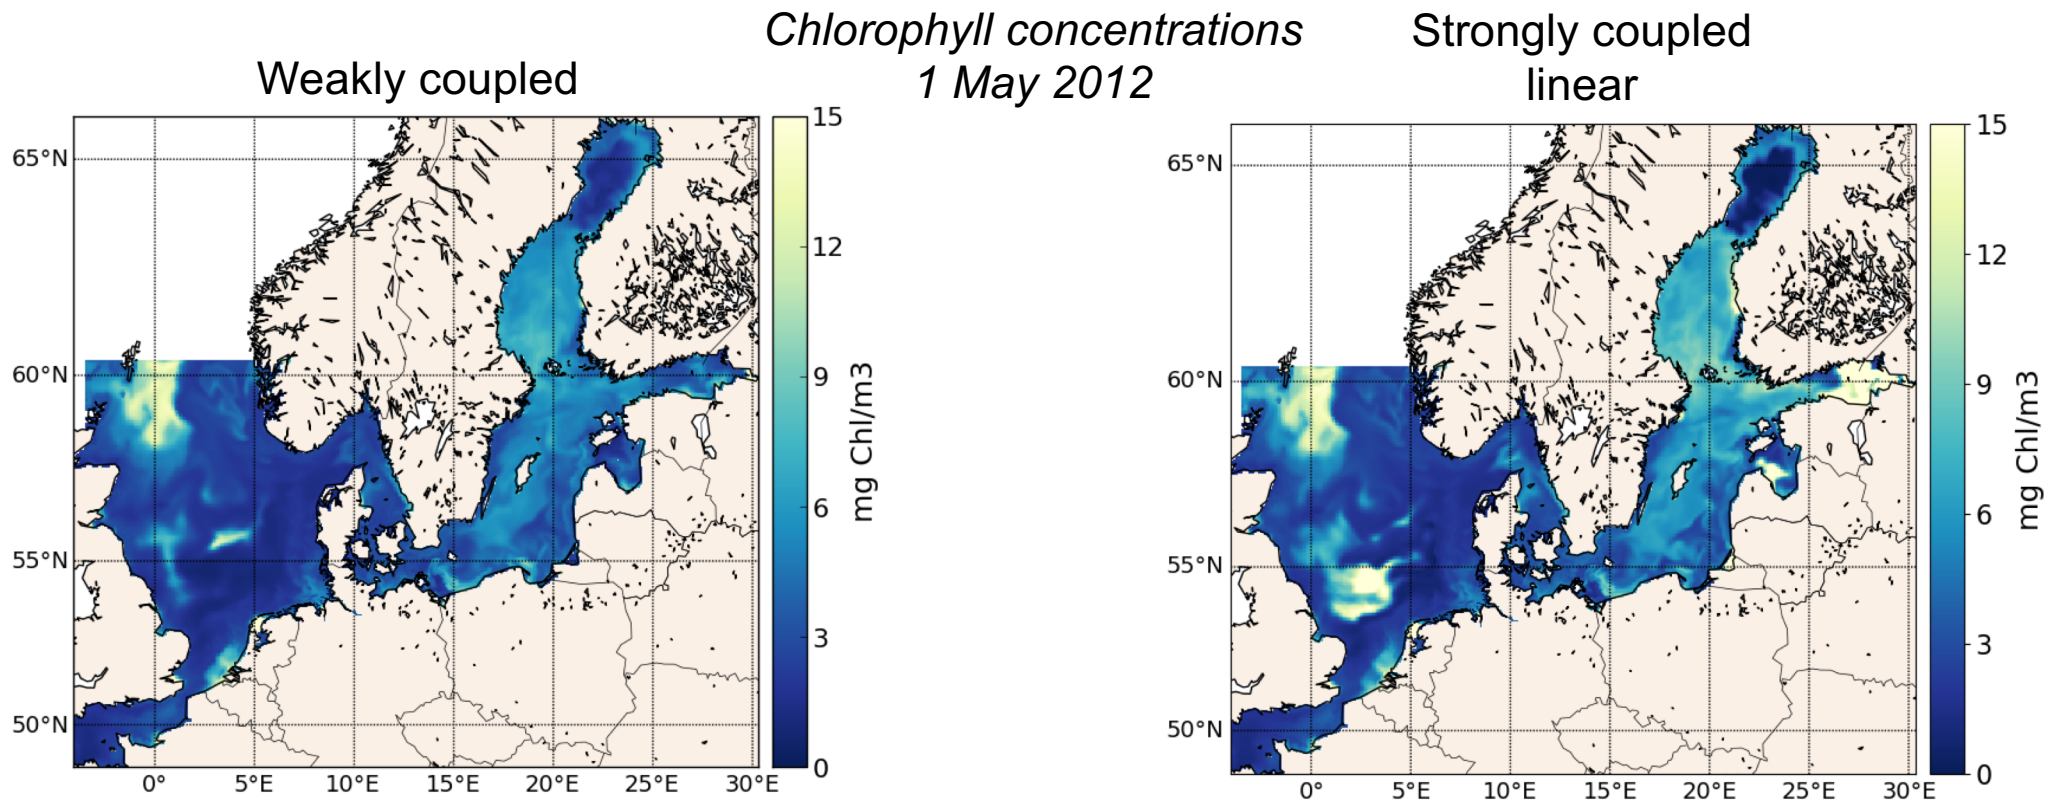 Chlorophyll concentrations
1 May 2012
Weakly coupled
Strongly coupled
linear
65°N
60°N
55°N
50°N
0°
5°E
10°E
15°E
20°E
25°E
30°E
15
12
9
6
3
0
mg Chl/m3
65°N
60°N
55°N
50°N
0°
5°E
10°E
15°E
20°E
25°E
30°E
15
12
9
6
3
0
mg Chl/m3